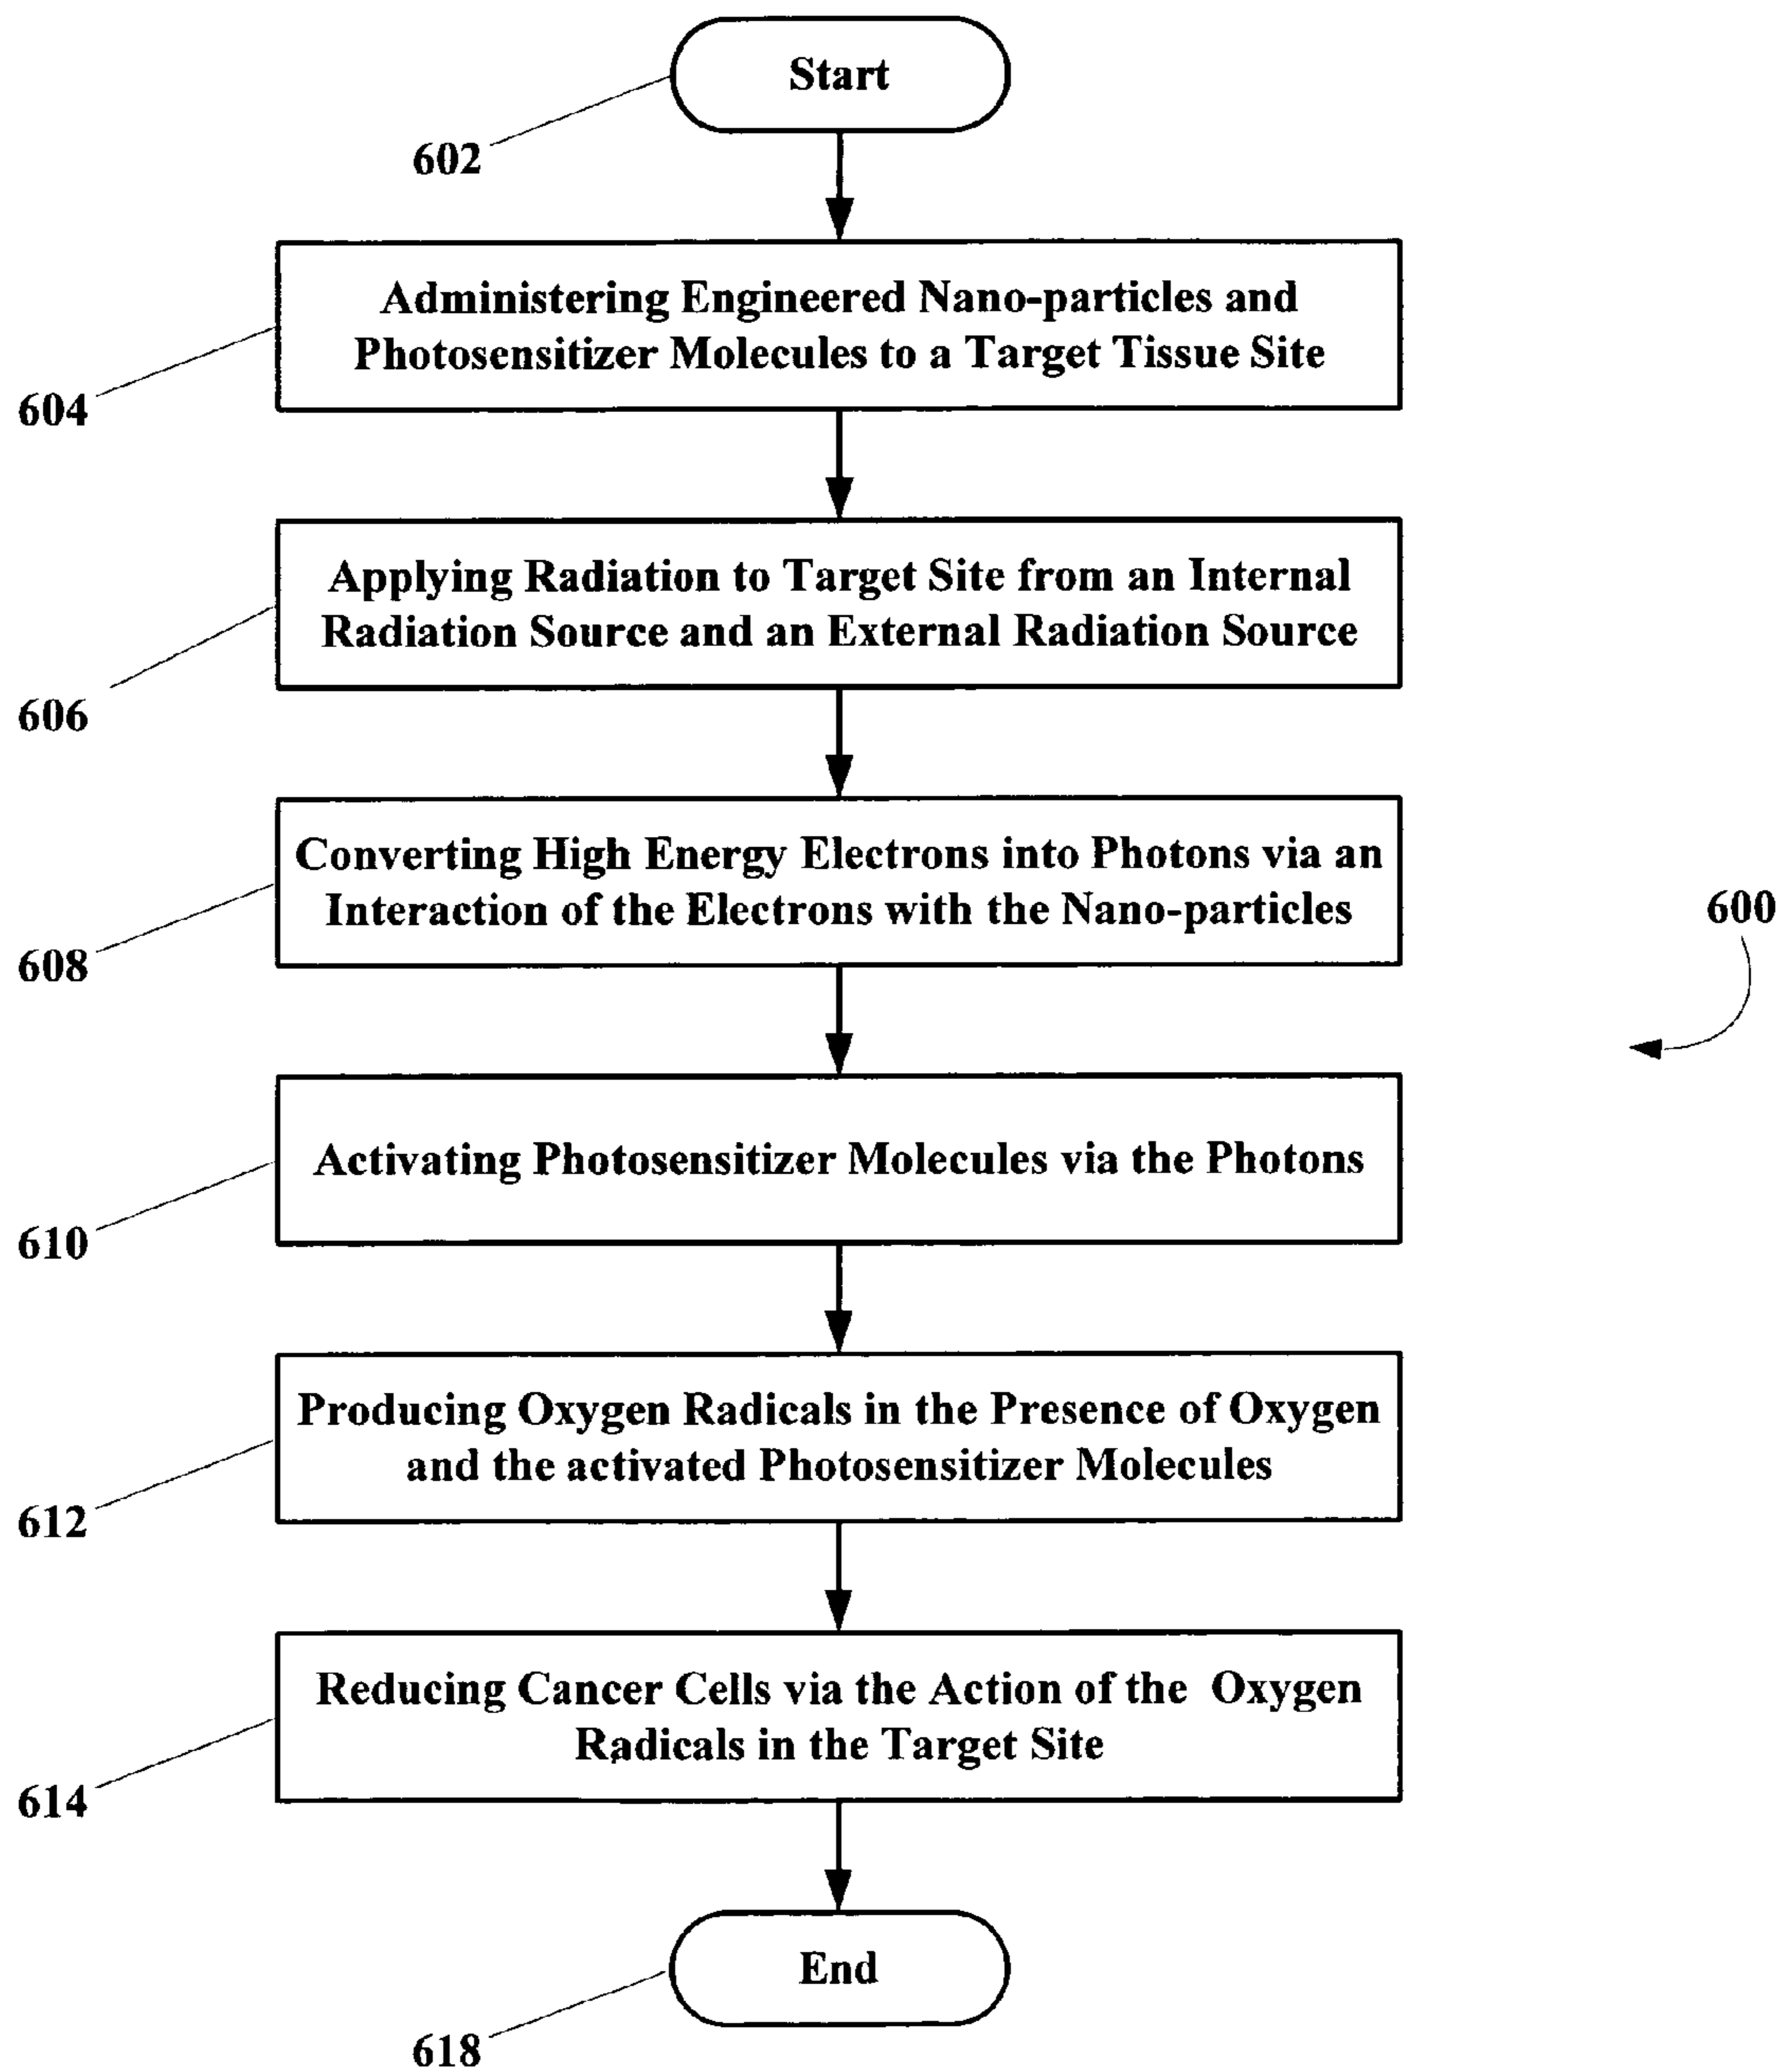 Start
602
Administering Engineered Nano-particles and
Photosensitizer Molecules to a Target Tissue Site
604
Applying Radiation to Target Site from an Internal
Radiation Source and an External Radiation Source
606
Converting High Energy Electrons into Photons via an
Interaction of the Electrons with the Nano-particles
608
600
Activating Photosensitizer Molecules via the Photons
610
Producing Oxygen Radicals in the Presence of Oxygen
and the activated Photosensitizer Molecules
612
Reducing Cancer Cells via the Action of the Oxygen
Radicals in the Target Site
614
End
618